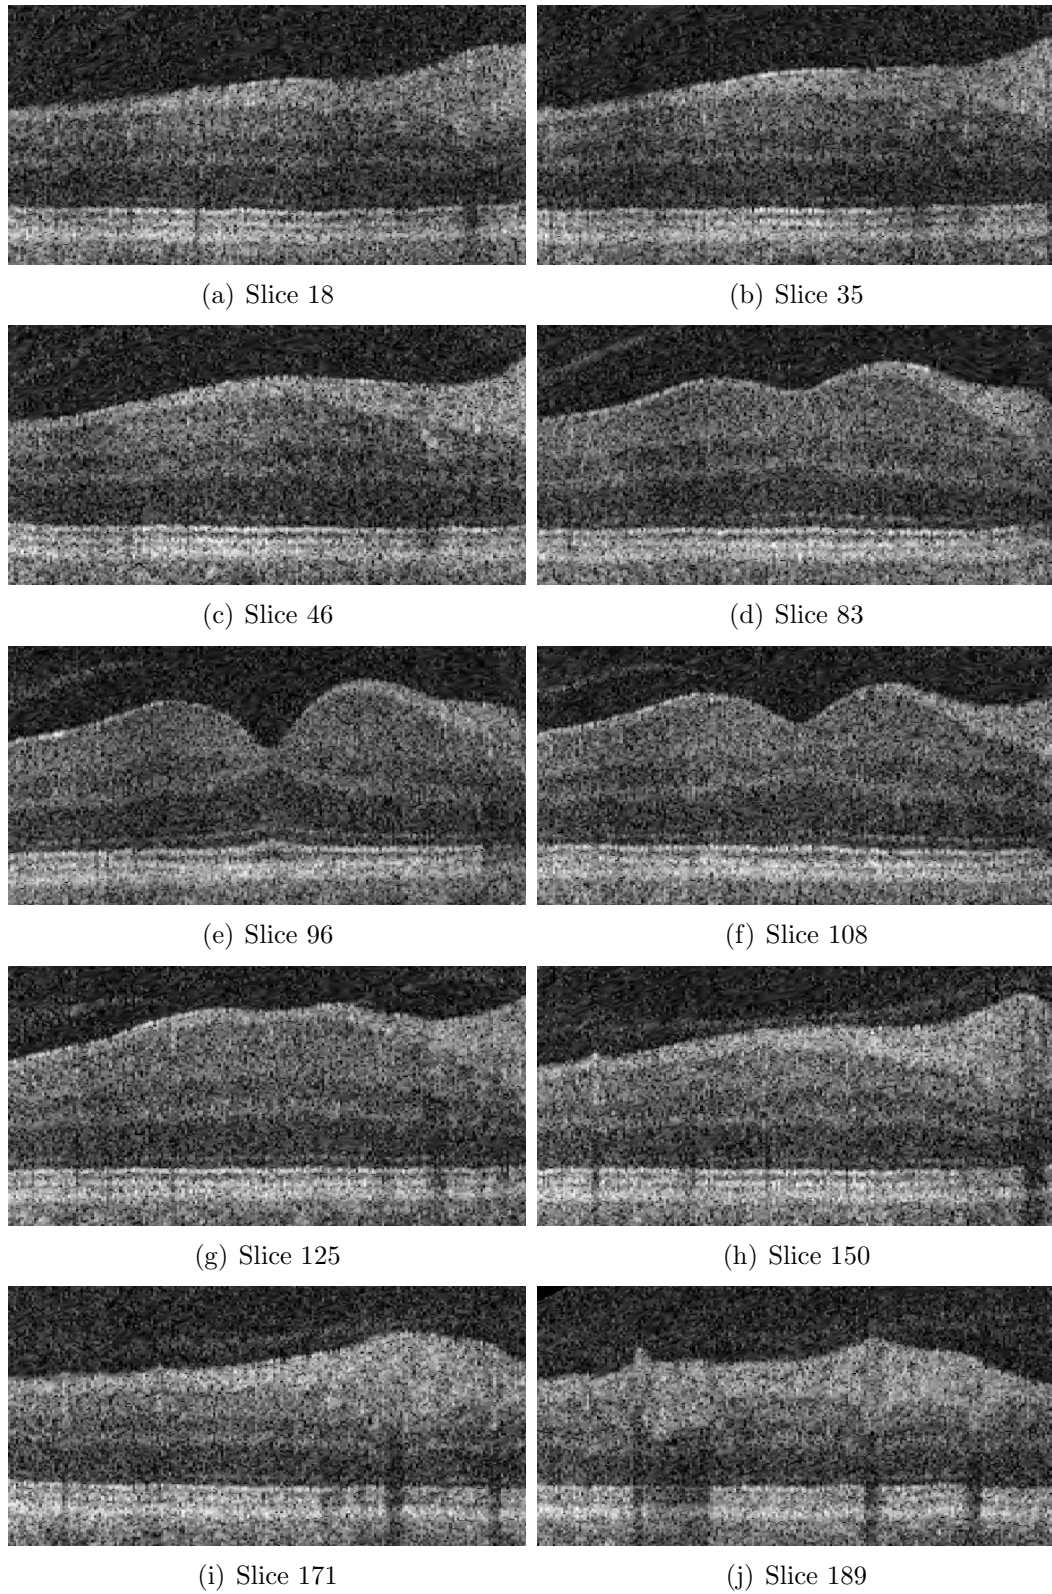 (a) Slice 18
(b) Slice 35
(c) Slice 46
(d) Slice 83
(e) Slice 96
(f) Slice 108
(g) Slice 125
(h) Slice 150
(i) Slice 171
(j) Slice 189